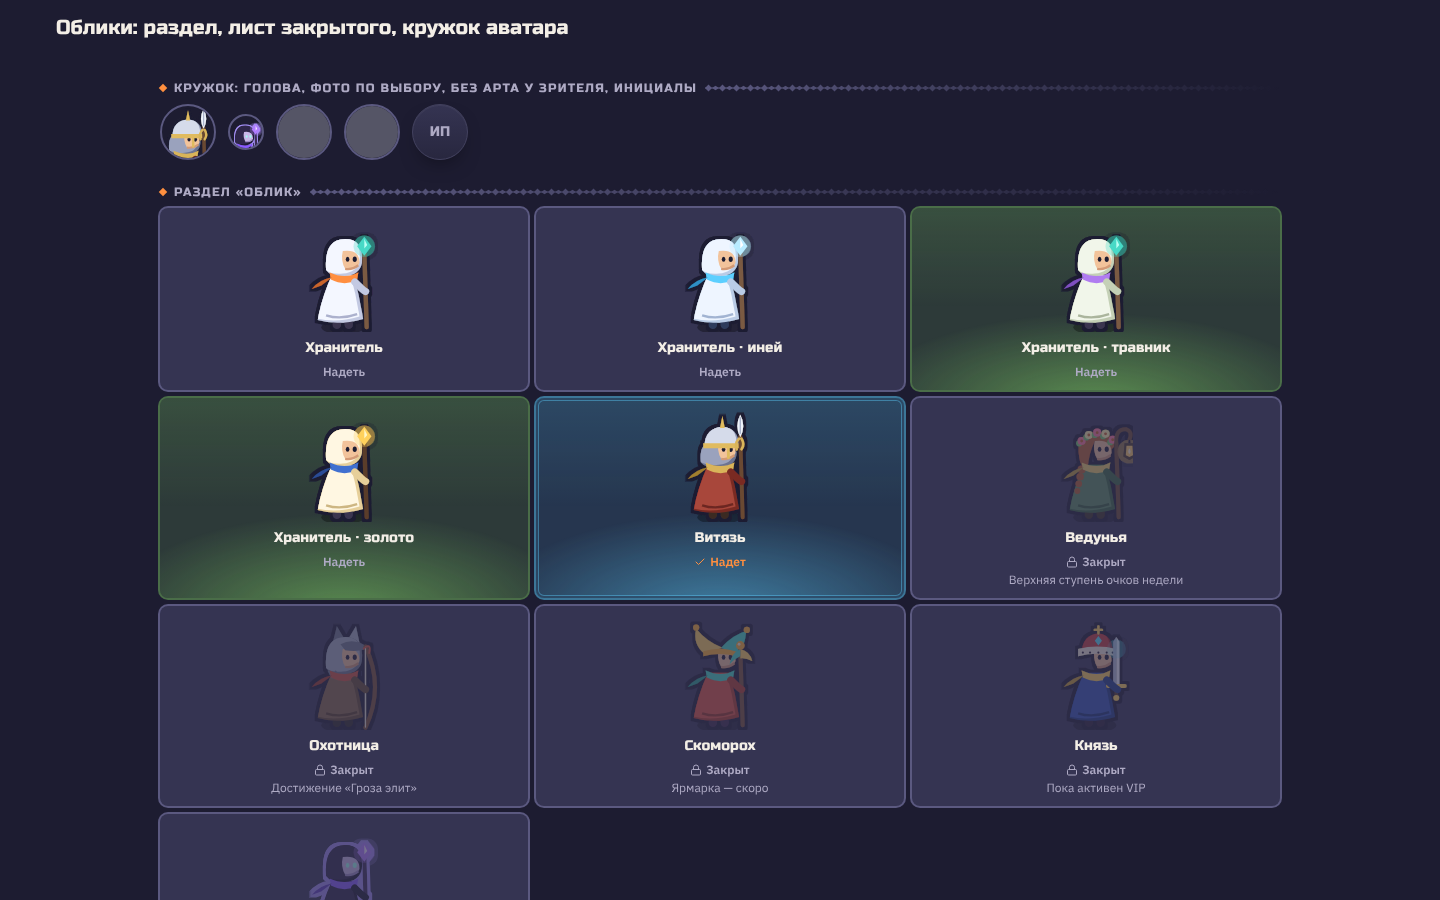 Облики: раздел, лист закрытого, кружок аватара
КРУЖОК: ГОЛОВА, ФОТО ПО ВЫБОРУ, БЕЗ АРТА У ЗРИТЕЛЯ, ИНИЦИАЛЫ
ИП
РАЗДЕЛ «ОБЛИК»
Хранитель
Надеть
Хранитель · иней
Надеть
Хранитель · травник
Надеть
Хранитель · золото
Надеть
Витязь
Надет
Ведунья
Закрыт
Верхняя ступень очков недели
Охотница
Закрыт
Достижение «Гроза элит»
Скоморох
Закрыт
Ярмарка — скоро
Князь
Закрыт
Пока активен VIP